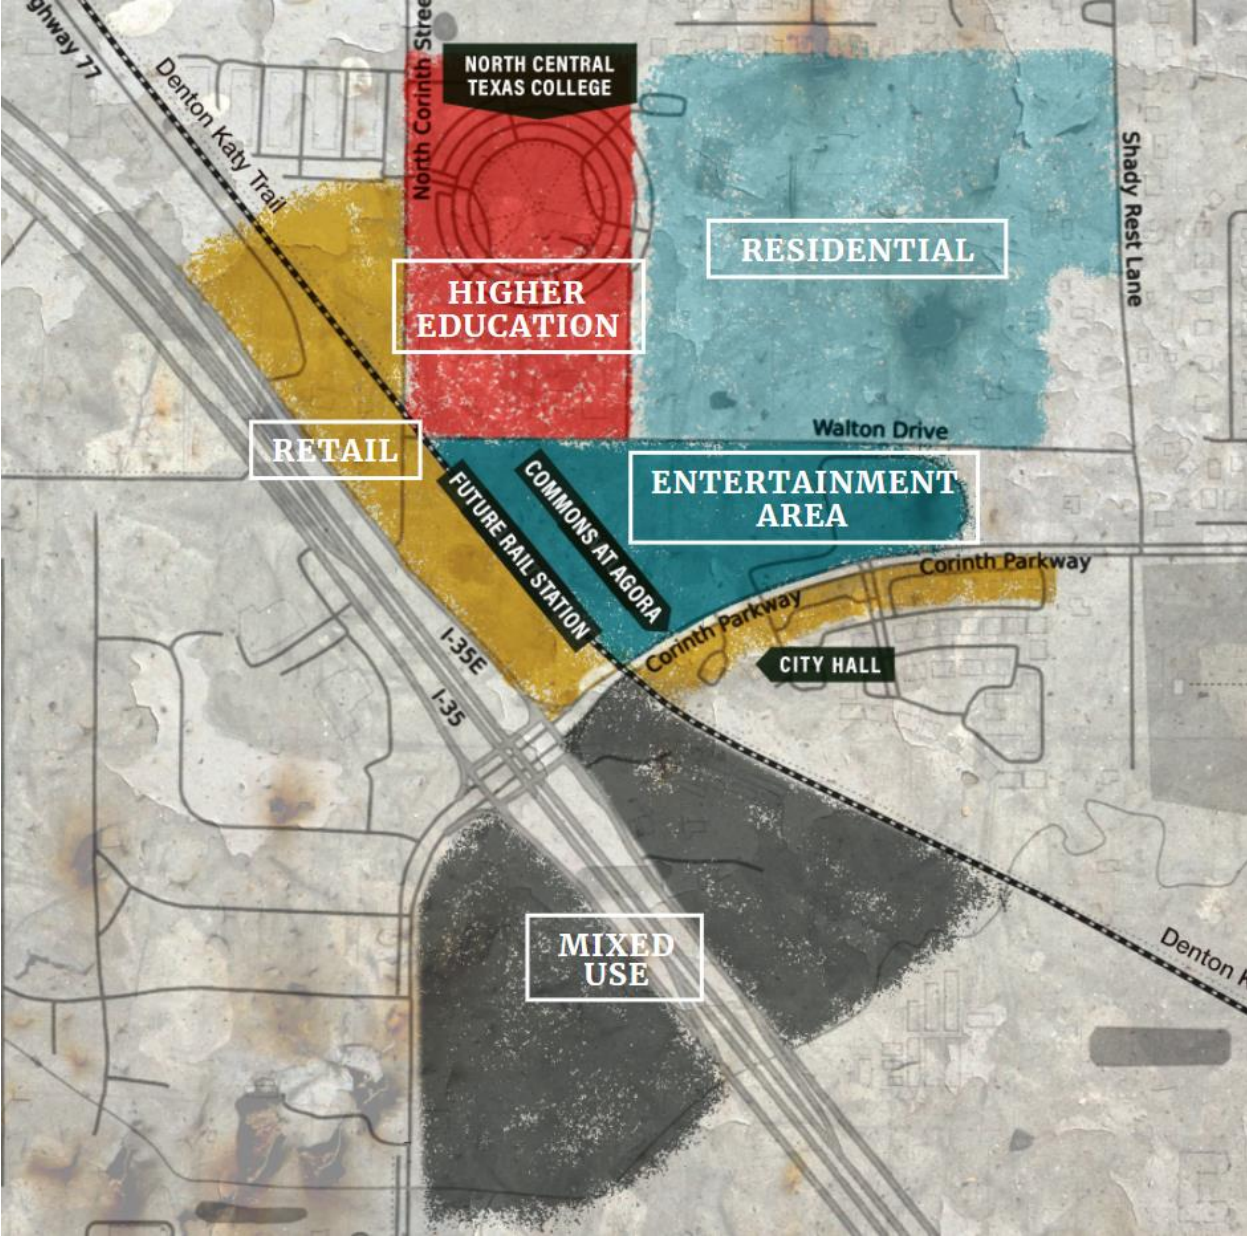 ghway 77
Denton Katy Trail
North Corinth Stree
NORTH CENTRAL
TEXAS COLLEGE
Shady Rest Lane
RESIDENTIAL
HIGHER
EDUCATION
Walton Drive
RETAIL
ENTERTAINMENT
AREA
COMMONS AT AGORA
FUTURE RAIL STATION
Corinth Parkway
Corinth Parkway
CITY HALL
I-35E
I-35
MIXED
USE
Denton K